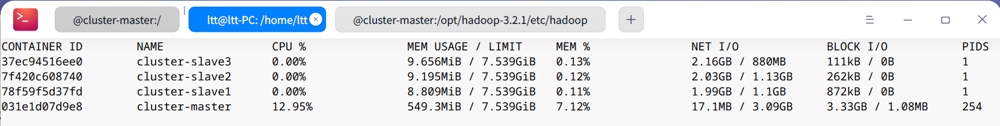 @cluster-master:/ ltt@ltt-PC: /home/ltt @cluster-master:/opt/hadoop-3.2.1/etc/hadoop
CONTAINER ID NAME CPU % MEM USAGE / LIMIT MEM % NET I/O BLOCK I/O PIDS
37ec94516ee0 cluster-slave3 0.00% 9.656MiB / 7.539GiB 0.13% 2.16GB / 880MB 111kB / 0B 1
7f420c608740 cluster-slave2 0.00% 9.195MiB / 7.539GiB 0.12% 2.03GB / 1.13GB 262kB / 0B 1
78f59f5d37fd cluster-slave1 0.00% 8.809MiB / 7.539GiB 0.11% 1.99GB / 1.1GB 872kB / 0B 1
031e1d07d9e8 cluster-master 12.95% 549.3MiB / 7.539GiB 7.12% 17.1MB / 3.09GB 3.33GB / 1.08MB 254